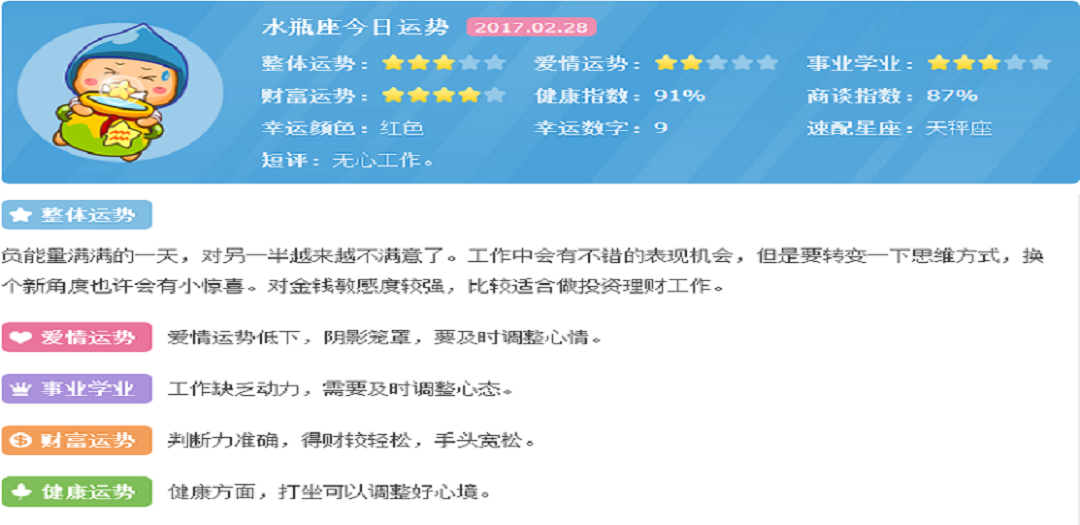 水瓶座今日运势 2017.02.28
整体运势： 爱情运势： 事业学业：
财富运势： 健康指数：91% 商谈指数：87%
幸运颜色：红色 幸运数字：9 速配星座：天秤座
短评：无心工作。
整体运势
负能量满满的一天，对另一半越来越不满意了。工作中会有不错的表现机会，但是要转变一下思维方式，换
个新角度也许会有小惊喜。对金钱敏感度较强，比较适合做投资理财工作。
爱情运势 爱情运势低下，阴影笼罩，要及时调整心情。
事业学业 工作缺乏动力，需要及时调整心态。
财富运势 判断力准确，得财较轻松，手头宽松。
健康运势 健康方面，打坐可以调整好心境。